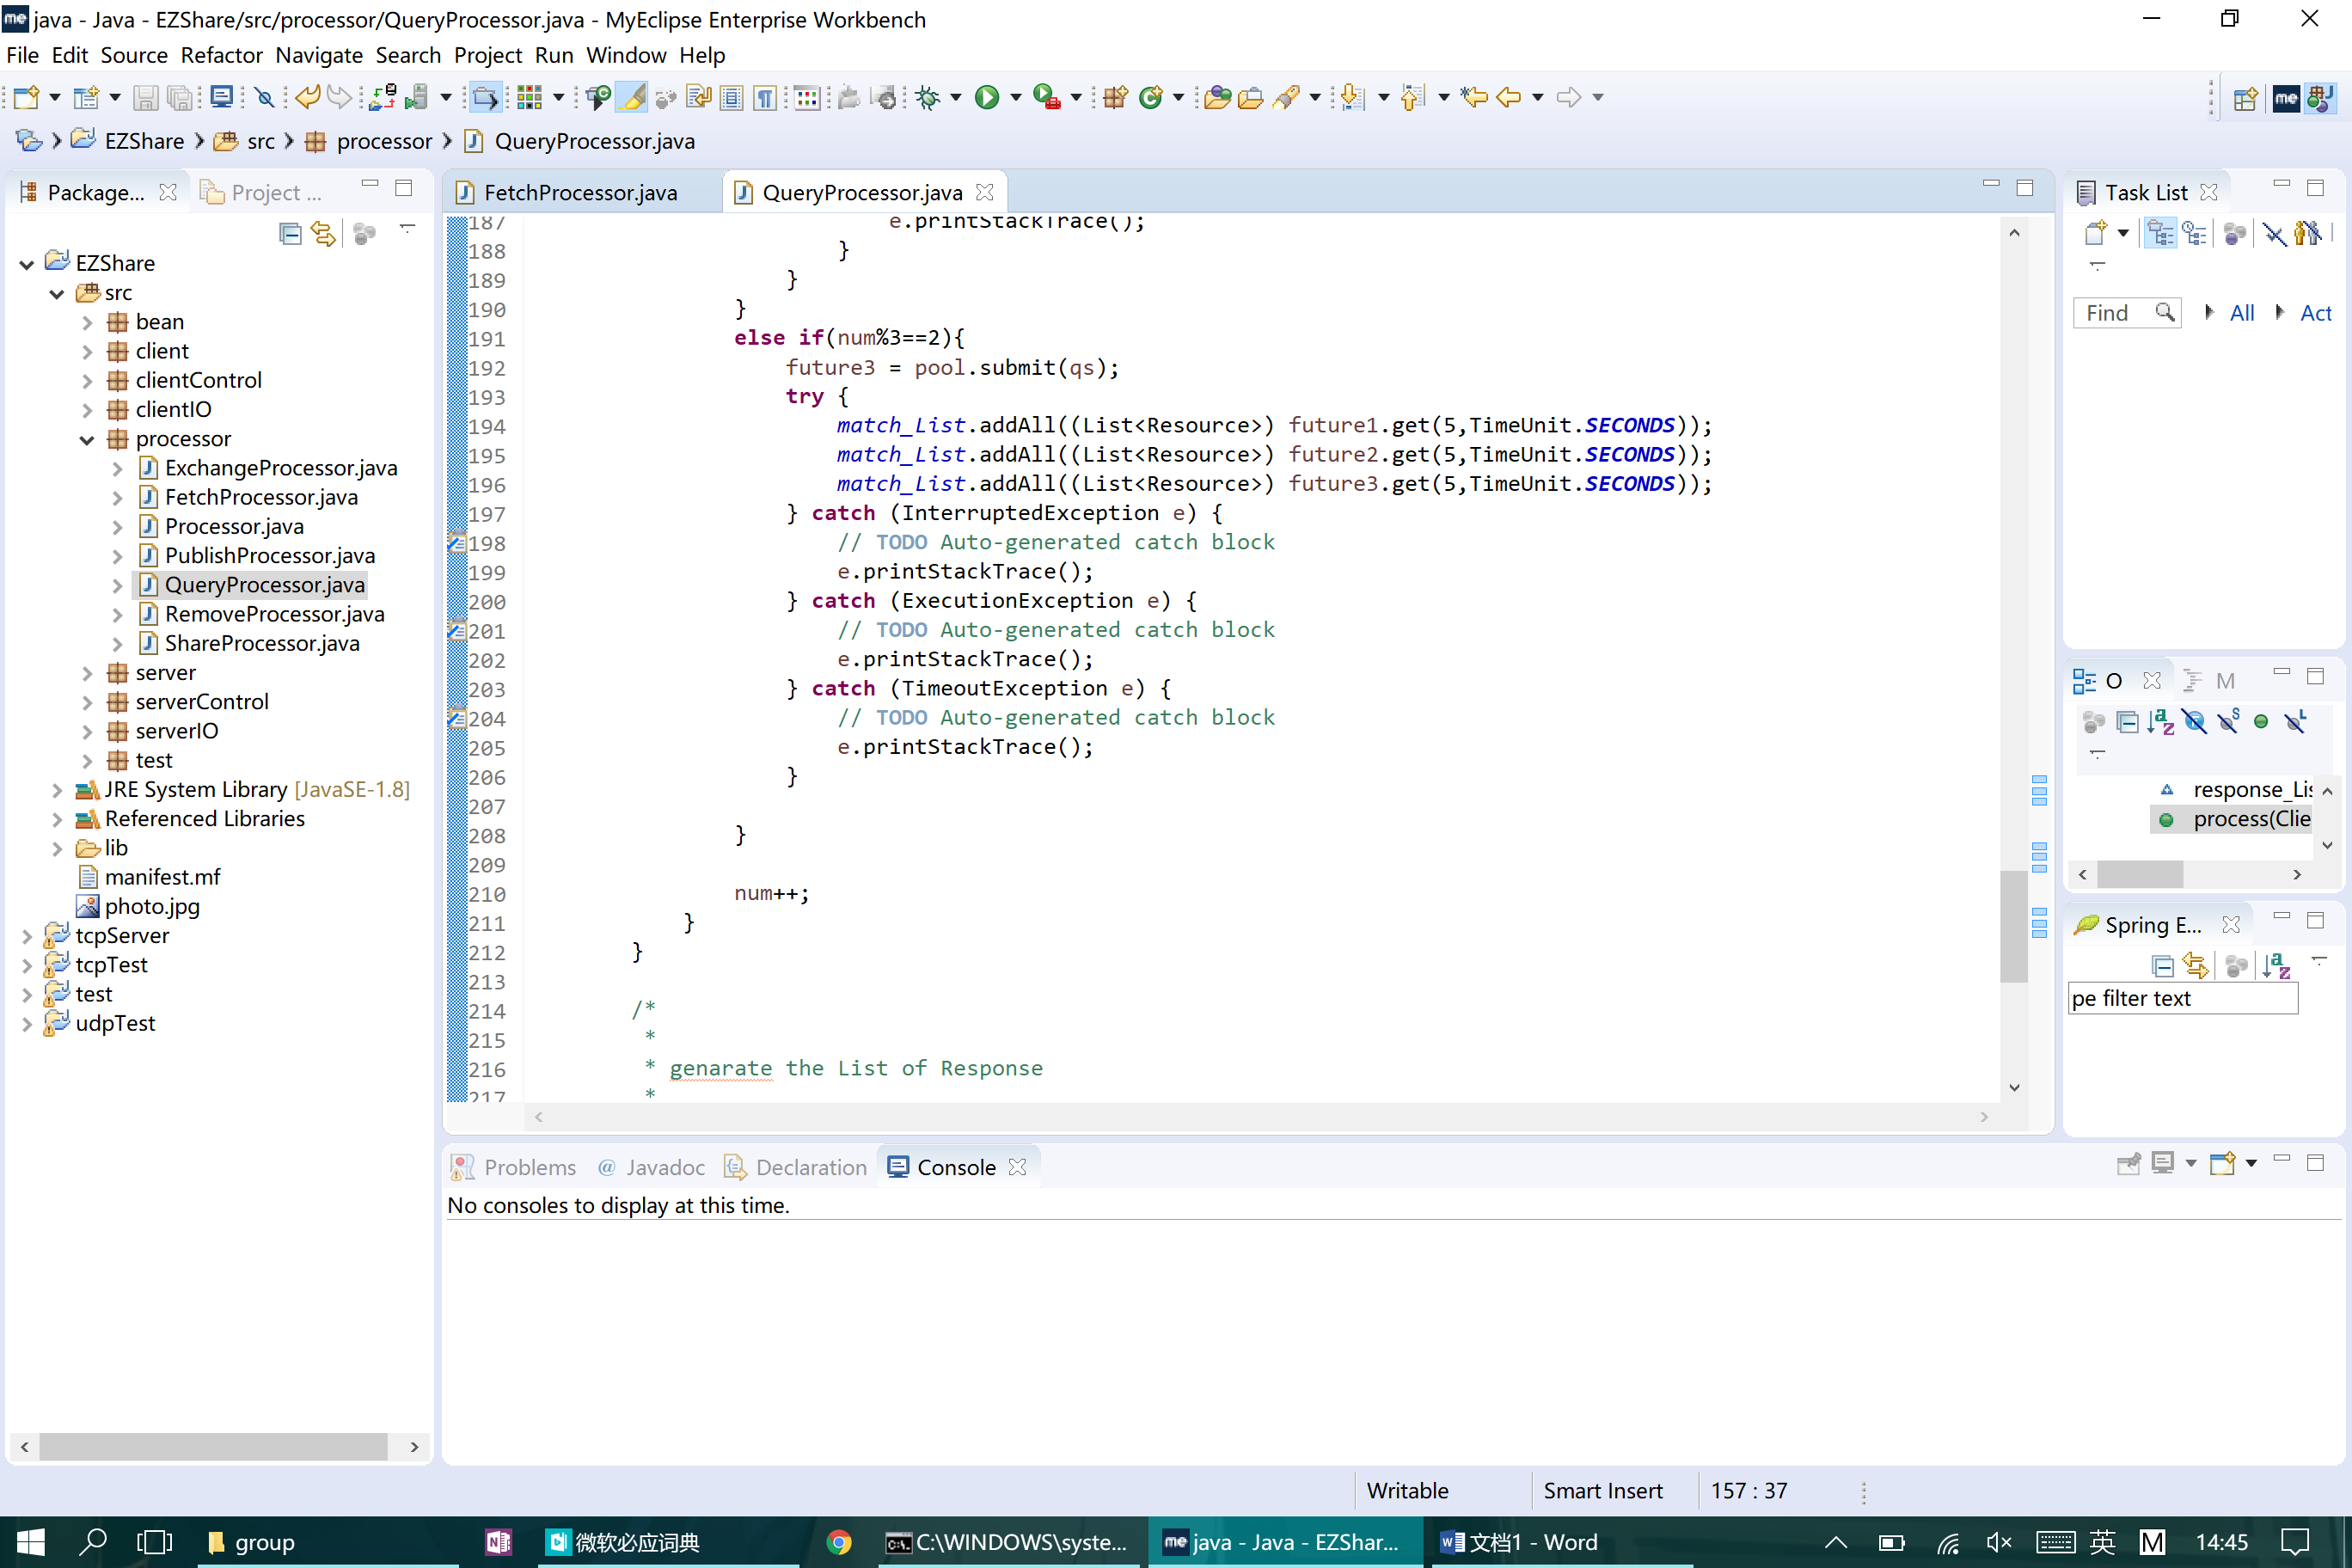 java - Java - EZShare/src/processor/QueryProcessor.java - MyEclipse Enterprise Workbench
File Edit Source Refactor Navigate Search Project Run Window Help
EZShare src processor QueryProcessor.java
Package...
Project ...
EZShare
src
bean
client
clientControl
clientIO
processor
ExchangeProcessor.java
FetchProcessor.java
Processor.java
PublishProcessor.java
QueryProcessor.java
RemoveProcessor.java
ShareProcessor.java
server
serverControl
serverIO
test
JRE System Library [JavaSE-1.8]
Referenced Libraries
lib
manifest.mf
photo.jpg
tcpServer
tcpTest
test
udpTest
FetchProcessor.java
QueryProcessor.java
187 e.printStackTrace();
188 }
189 }
190 }
191 else if(num%3==2){
192 future3 = pool.submit(qs);
193 try {
194 match_List.addAll((List<Resource>) future1.get(5,TimeUnit.SECONDS));
195 match_List.addAll((List<Resource>) future2.get(5,TimeUnit.SECONDS));
196 match_List.addAll((List<Resource>) future3.get(5,TimeUnit.SECONDS));
197 } catch (InterruptedException e) {
198 // TODO Auto-generated catch block
199 e.printStackTrace();
200 } catch (ExecutionException e) {
201 // TODO Auto-generated catch block
202 e.printStackTrace();
203 } catch (TimeoutException e) {
204 // TODO Auto-generated catch block
205 e.printStackTrace();
206 }
207
208 }
209
210 num++;
211 }
212 }
213
214 /*
215 *
216 * genarate the List of Response
217 *
Task List
Find All Act
O M
response_Lis
process(Clie
Spring E...
pe filter text
Problems @ Javadoc Declaration Console
No consoles to display at this time.
Writable Smart Insert 157 : 37
group
微软必应词典
C:\WINDOWS\syste...
java - Java - EZShar...
文档1 - Word
英 M 14:45